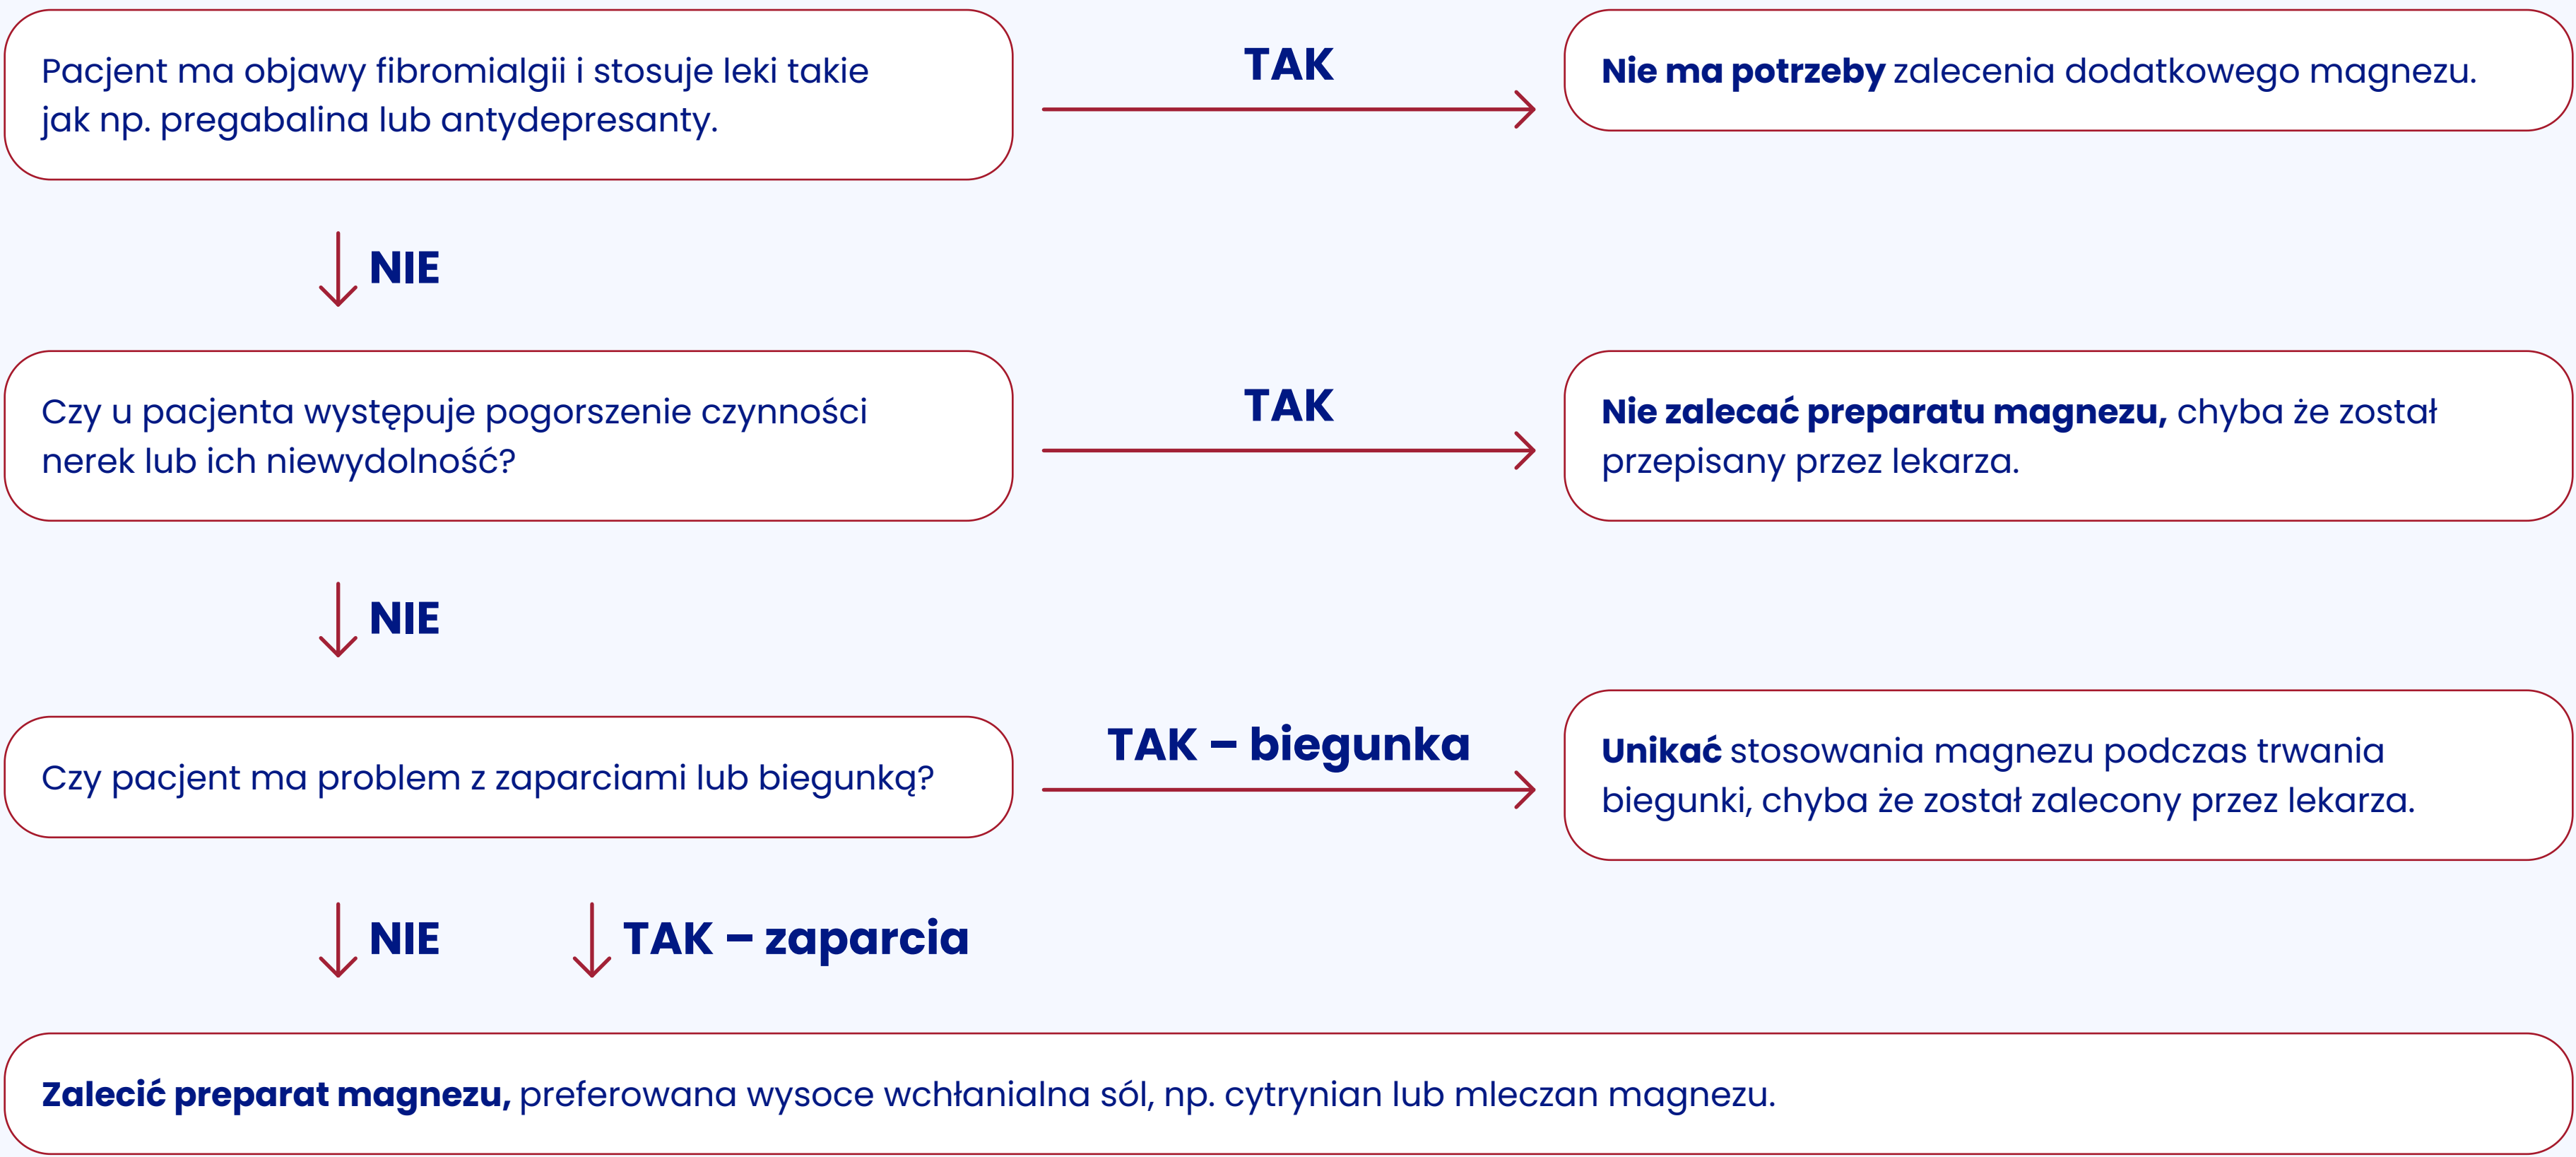 Pacjent ma objawy fibromialgii i stosuje leki takie
jak np. pregabalina lub antydepresanty.
TAK
Nie ma potrzeby zalecenia dodatkowego magnezu.
NIE
Czy u pacjenta występuje pogorszenie czynności
nerek lub ich niewydolność?
TAK
Nie zalecać preparatu magnezu, chyba że został
przepisany przez lekarza.
NIE
Czy pacjent ma problem z zaparciami lub biegunką?
TAK – biegunka
Unikać stosowania magnezu podczas trwania
biegunki, chyba że został zalecony przez lekarza.
NIE
TAK – zaparcia
Zalecić preparat magnezu, preferowana wysoce wchłanialna sól, np. cytrynian lub mleczan magnezu.